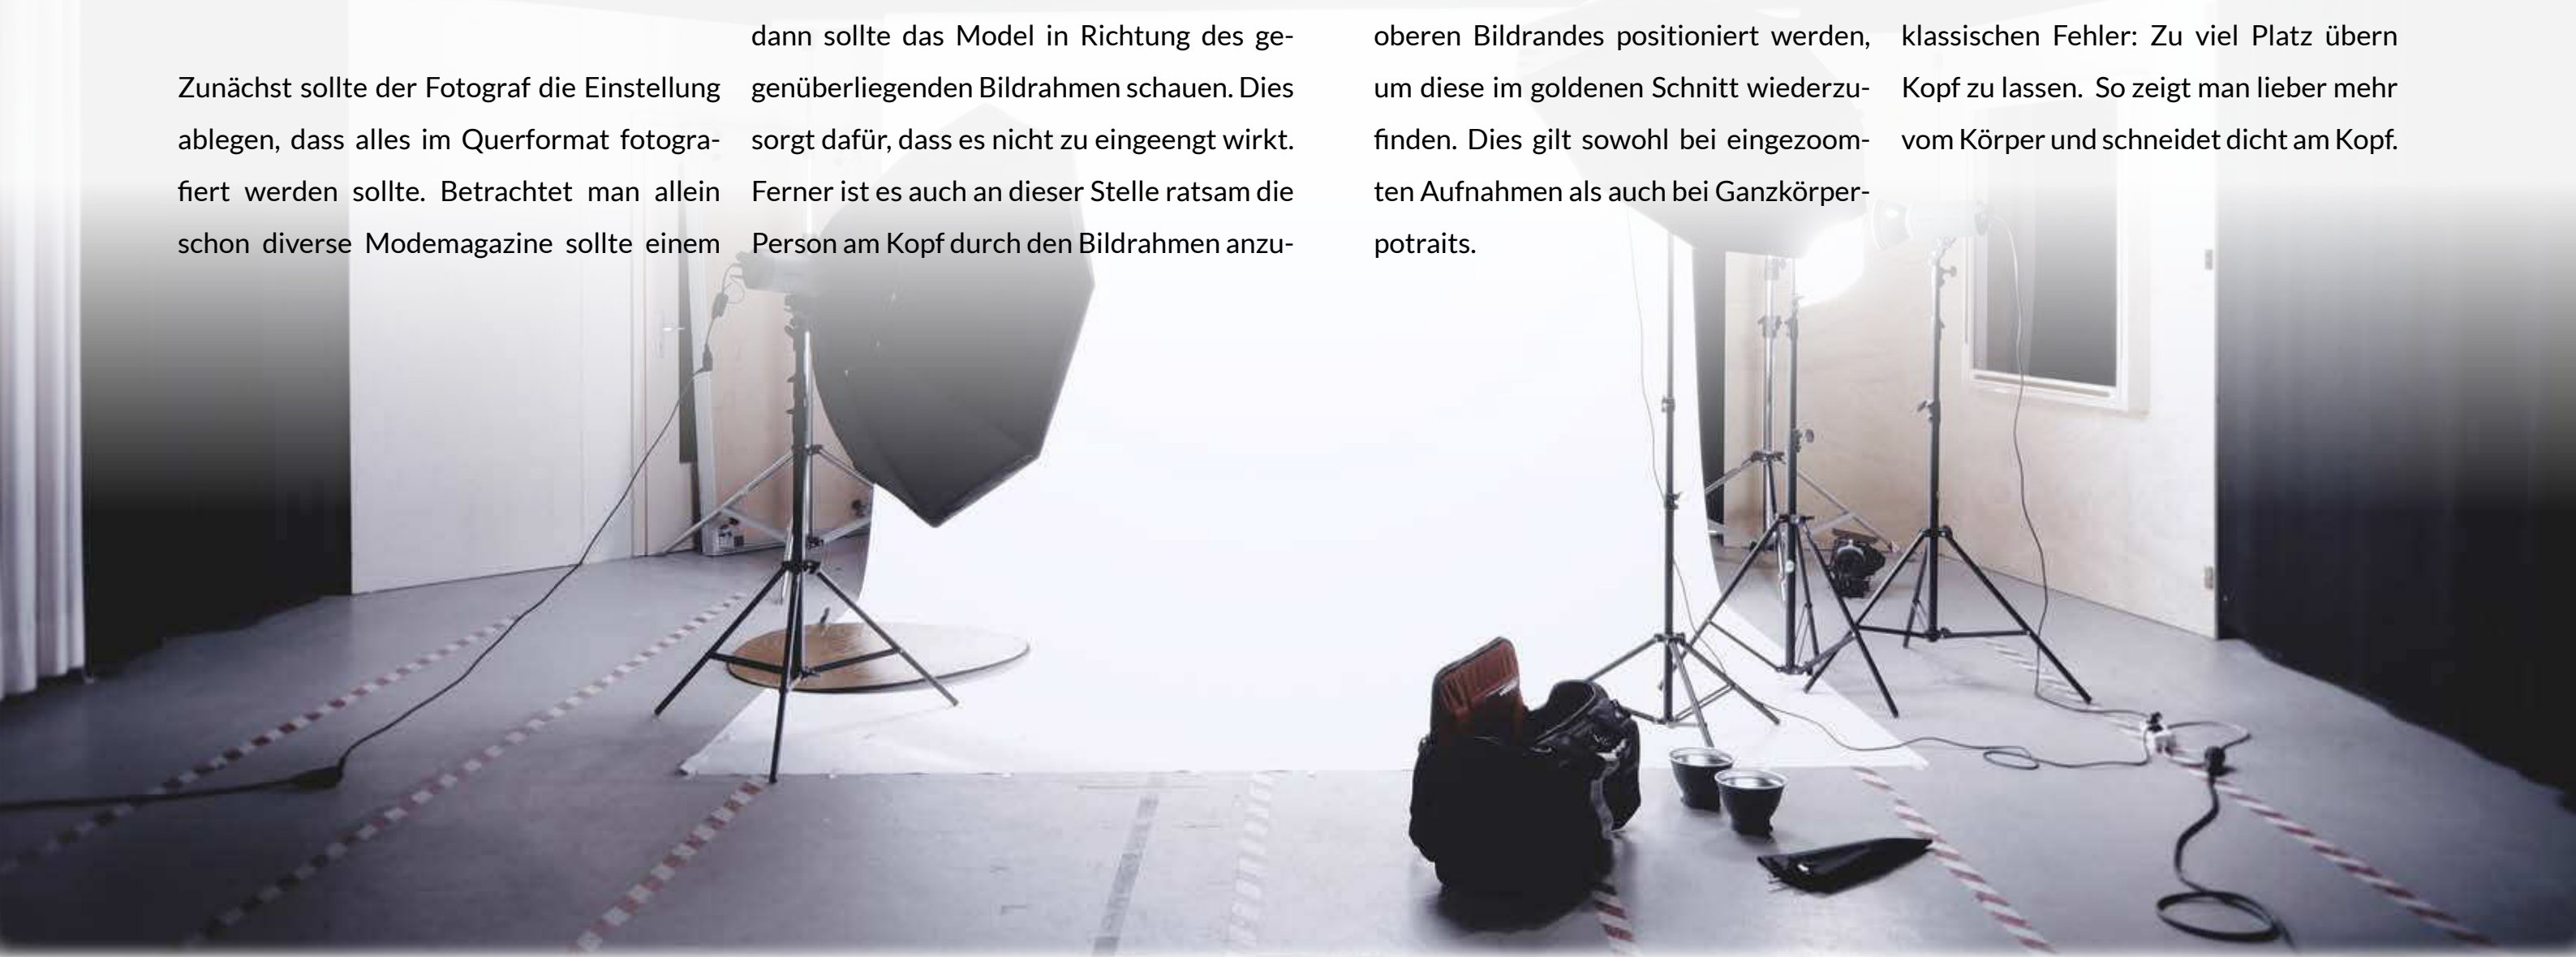 Zunächst sollte der Fotograf die Einstellung
ablegen, dass alles im Querformat fotogra-
fiert werden sollte. Betrachtet man allein
schon diverse Modemagazine sollte einem
dann sollte das Model in Richtung des ge-
genüberliegenden Bildrahmen schauen. Dies
sorgt dafür, dass es nicht zu eingeengt wirkt.
Ferner ist es auch an dieser Stelle ratsam die
Person am Kopf durch den Bildrahmen anzu-
oberen Bildrandes positioniert werden,
um diese im goldenen Schnitt wiederzu-
finden. Dies gilt sowohl bei eingezoom-
ten Aufnahmen als auch bei Ganzkörper-
potraits.
klassischen Fehler: Zu viel Platz übern
Kopf zu lassen. So zeigt man lieber mehr
vom Körper und schneidet dicht am Kopf.